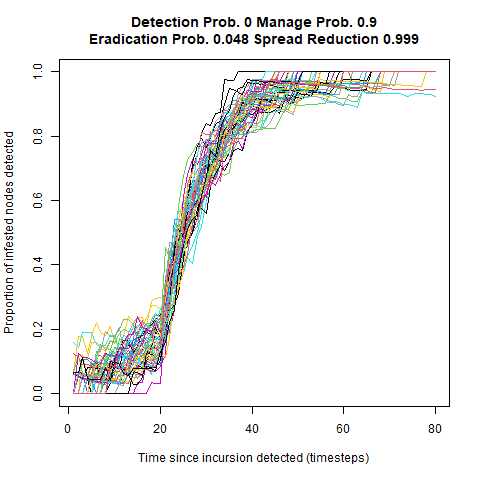 Detection Prob. 0 Manage Prob. 0.9
Eradication Prob. 0.048 Spread Reduction 0.999
Proportion of infested nodes detected
1.0
0.8
0.6
0.4
0.2
0.0
0 20 40 60 80
Time since incursion detected (timesteps)